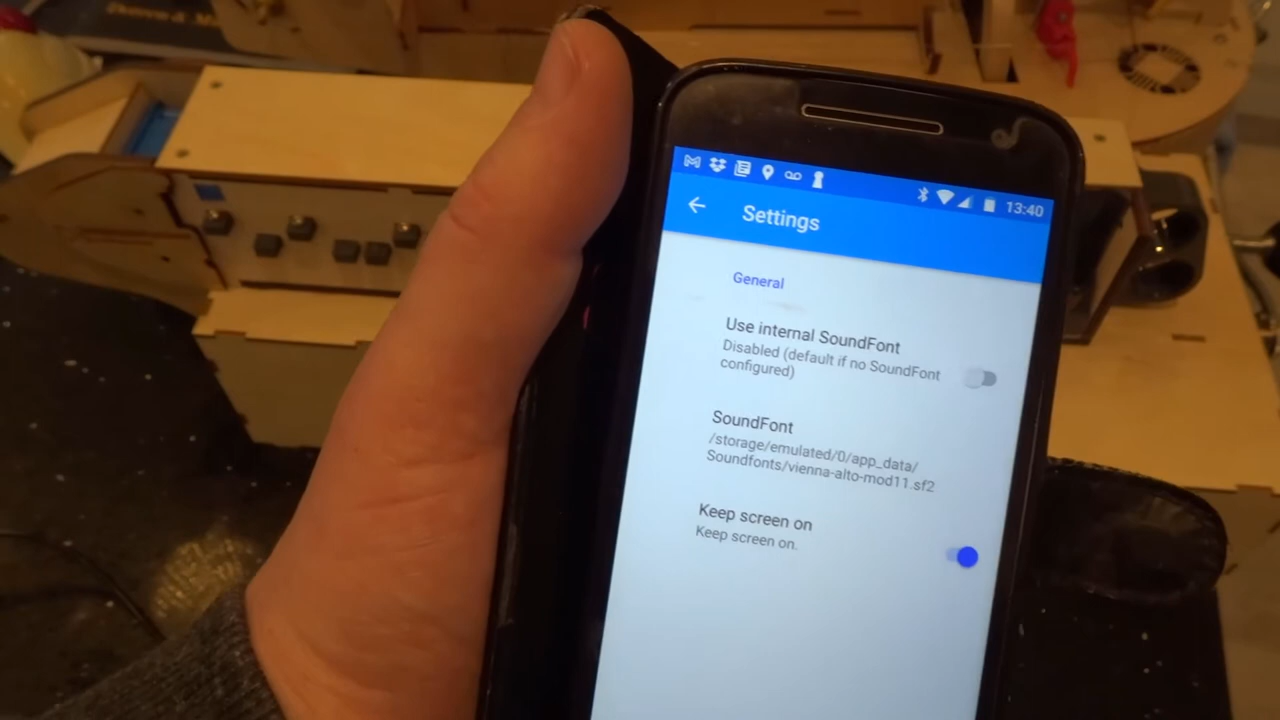 13:40
Settings
General
Use internal SoundFont
Disabled (default if no SoundFont
configured)
SoundFont
/storage/emulated/0/app_data/
Soundfonts/vienna-alto-mod11.sf2
Keep screen on
Keep screen on.